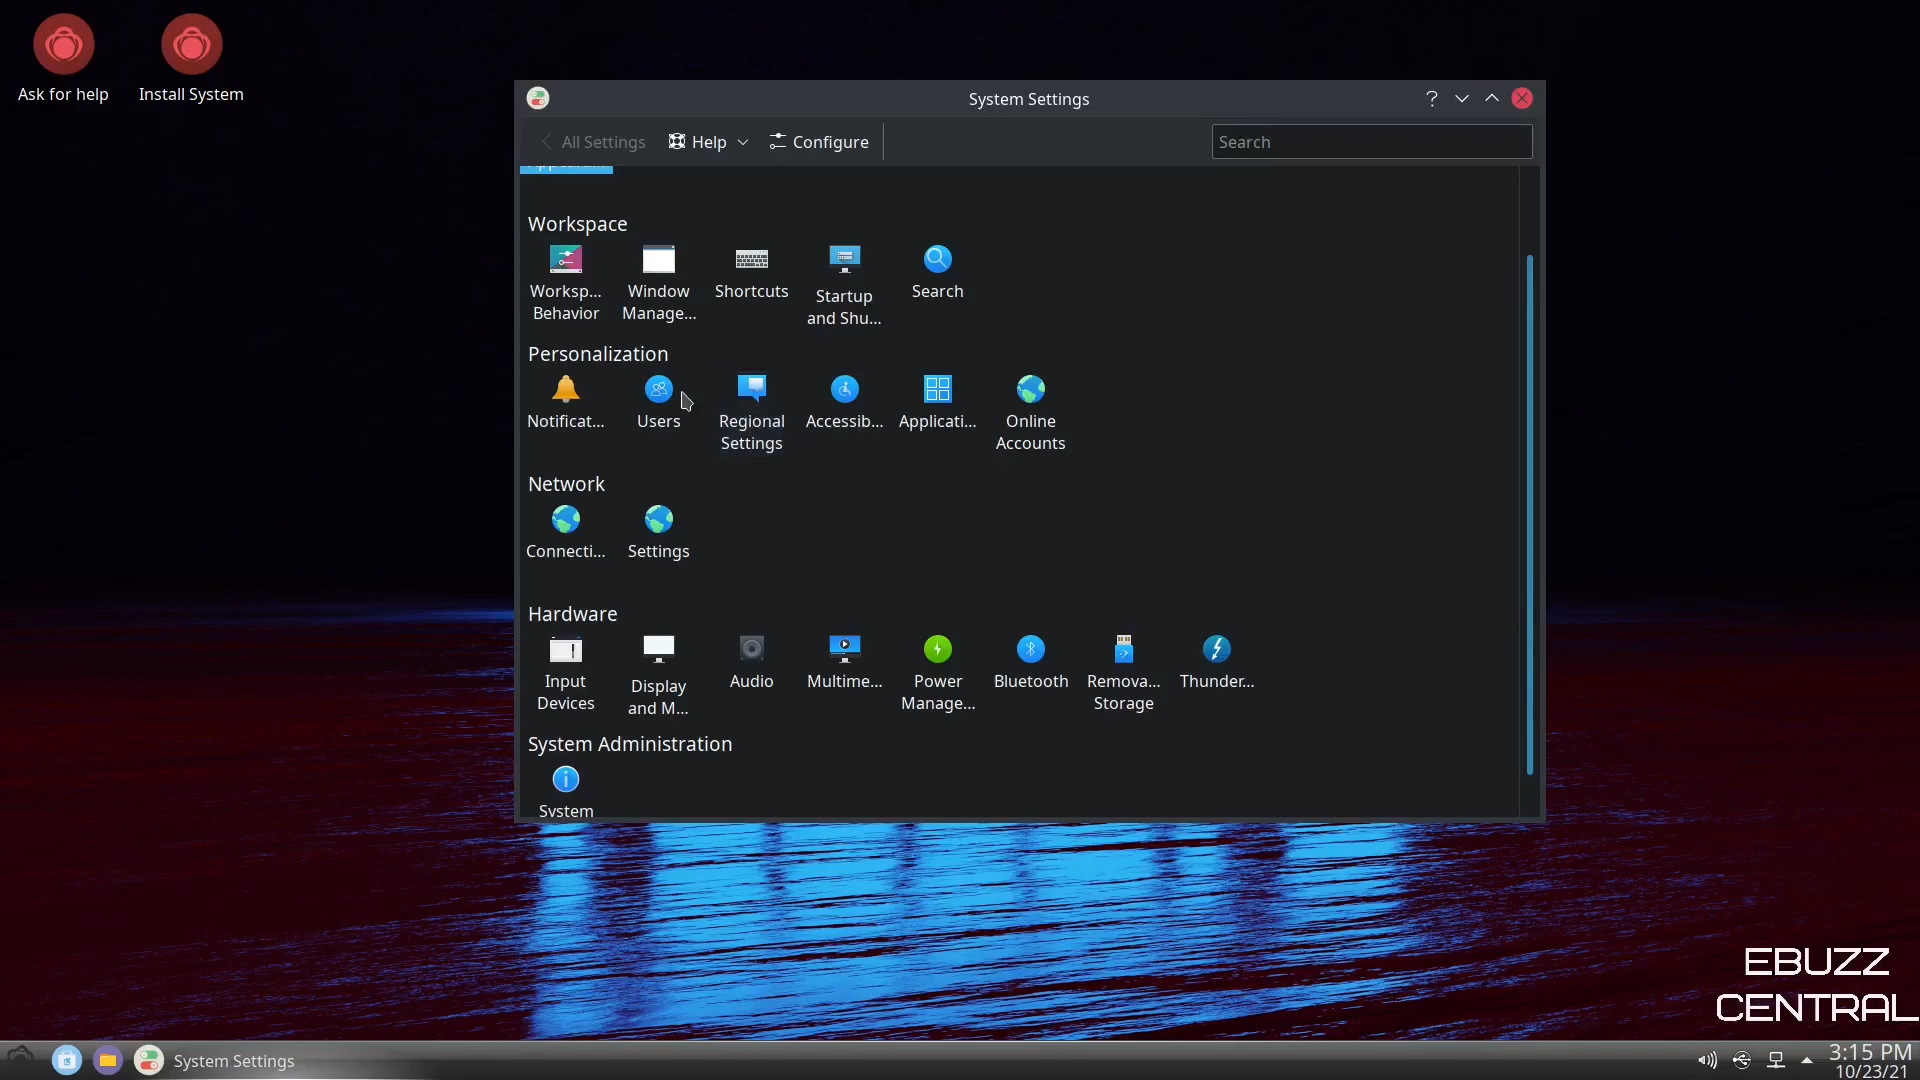 Ask for help
Install System
System Settings
All Settings
Help
Configure
Search
Workspace
Worksp...
Behavior
Window
Manage...
Shortcuts
Startup
and Shu...
Search
Personalization
Notificat...
Users
Regional
Settings
Accessib...
Applicati...
Online
Accounts
Network
Connecti...
Settings
Hardware
Input
Devices
Display
and M...
Audio
Multime...
Power
Manage...
Bluetooth
Remova...
Storage
Thunder...
System Administration
System
EBUZZ
CENTRAL
System Settings
3:15 PM
10/23/21